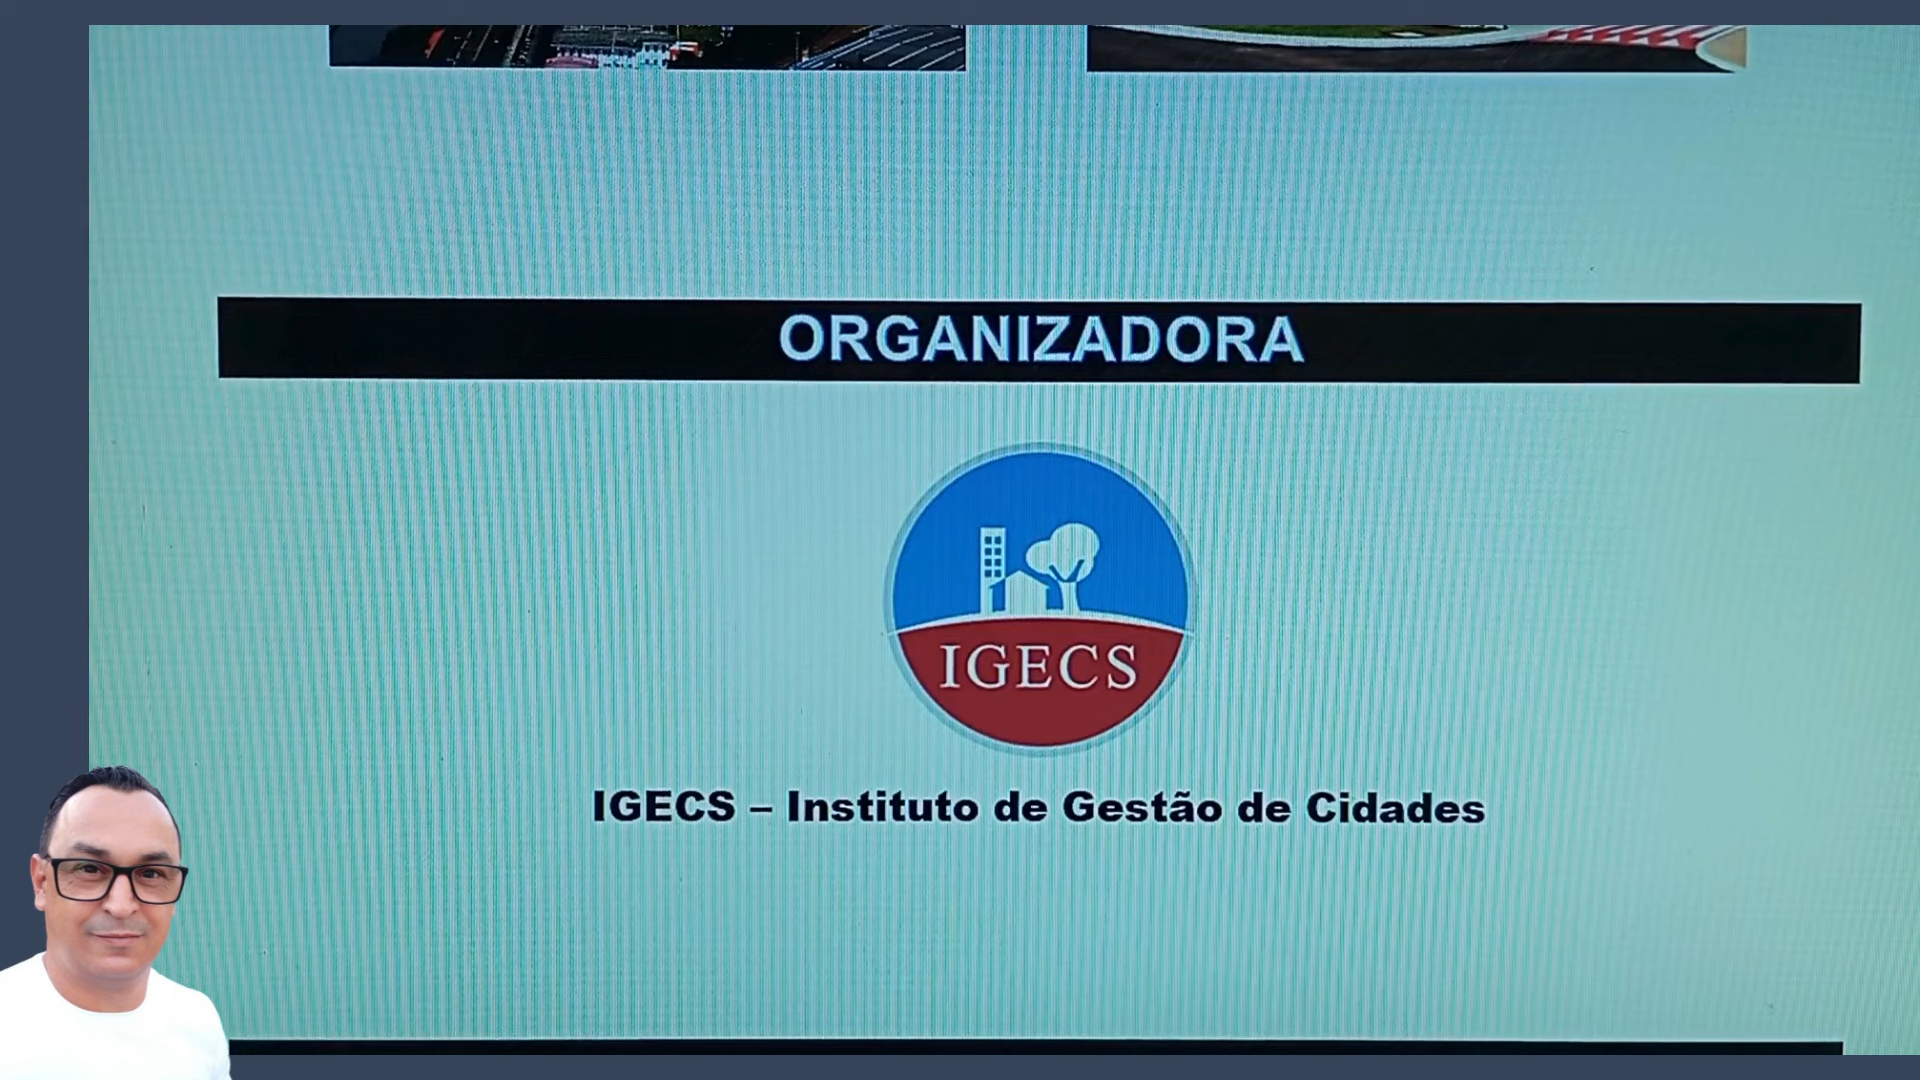 ORGANIZADORA
IGECS
IGECS – Instituto de Gestão de Cidades